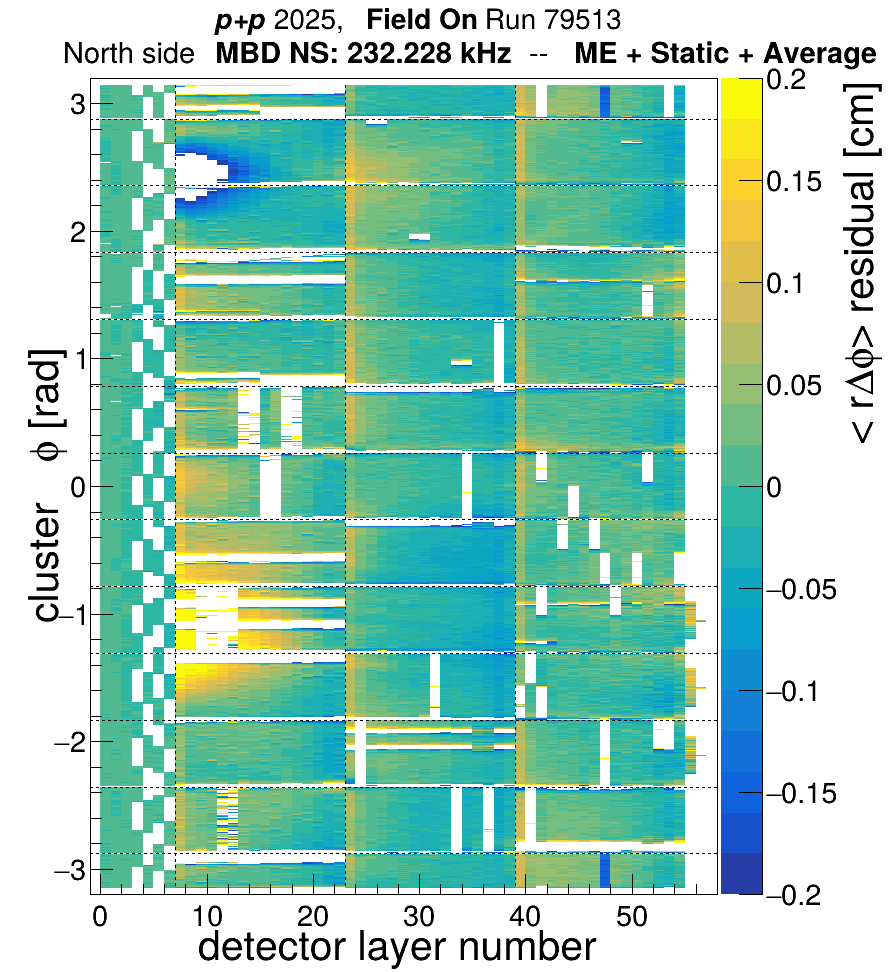 p+p 2025, Field On Run 79513
North side MBD NS: 232.228 kHz -- ME + Static + Average
3
2
1
0
−1
−2
−3
cluster ϕ [rad]
0 10 20 30 40 50
detector layer number
0.2
0.15
0.1
0.05
0
−0.05
−0.1
−0.15
−0.2
< rΔϕ> residual [cm]